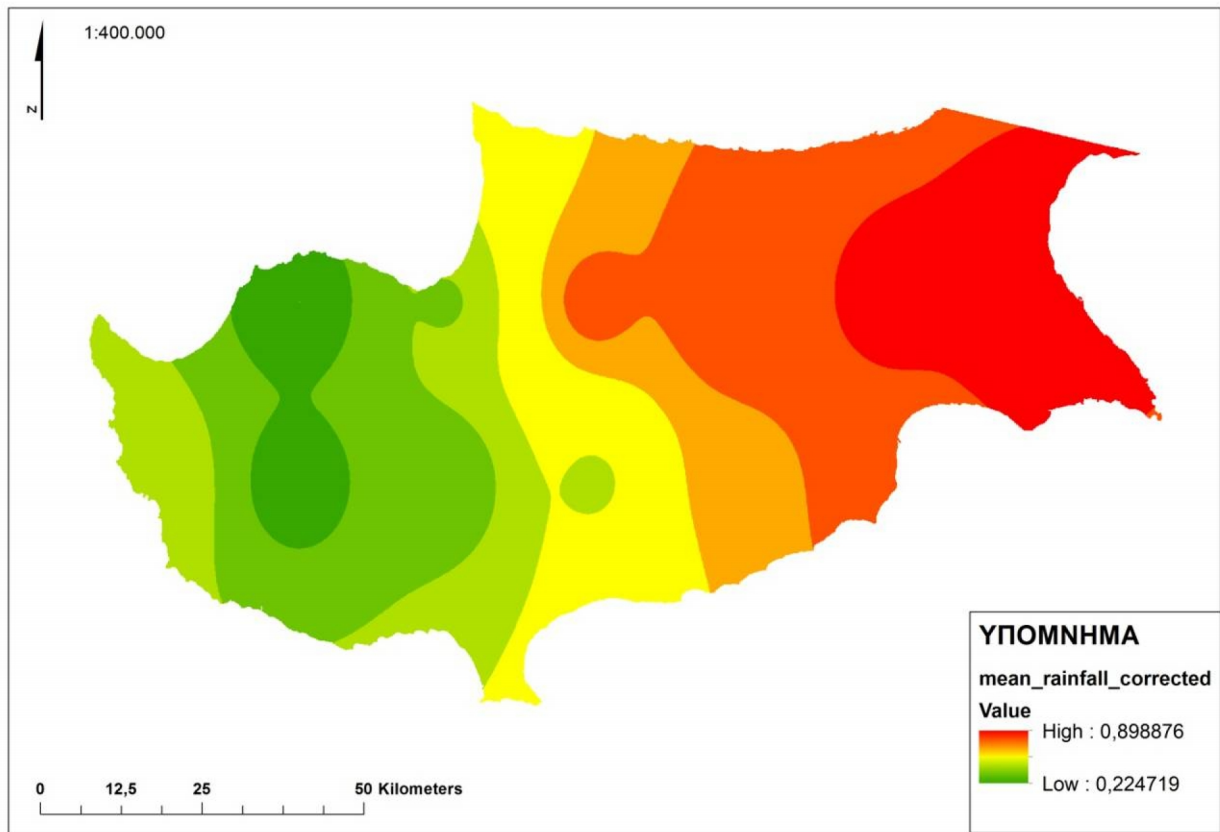 1:400.000
N
ΥΠΟΜΝΗΜΑ
mean_rainfall_corrected
Value
High : 0,898876
Low : 0,224719
0 12,5 25 50 Kilometers